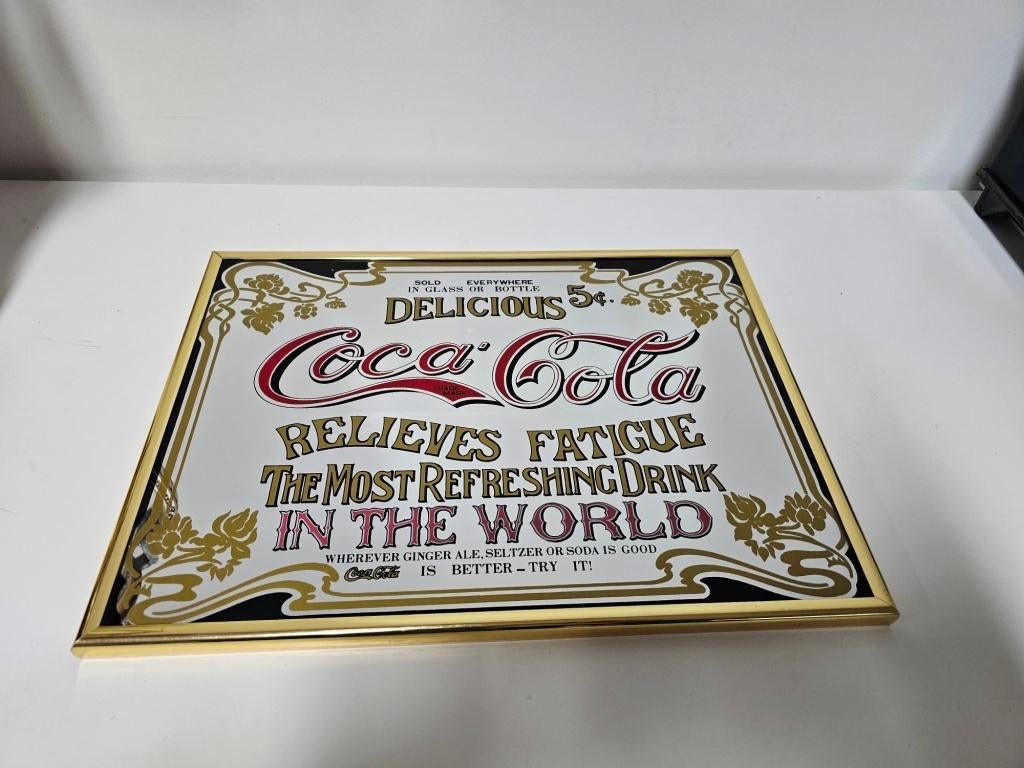 SOLD EVERYWHERE
IN GLASS OR BOTTLE
DELICIOUS 5¢.
Coca-Cola
TRADE
MARK
RELIEVES FATIGUE
THE MOST REFRESHING DRINK
IN THE WORLD
WHEREVER GINGER ALE, SELTZER OR SODA IS GOOD
Coca-Cola IS BETTER – TRY IT!